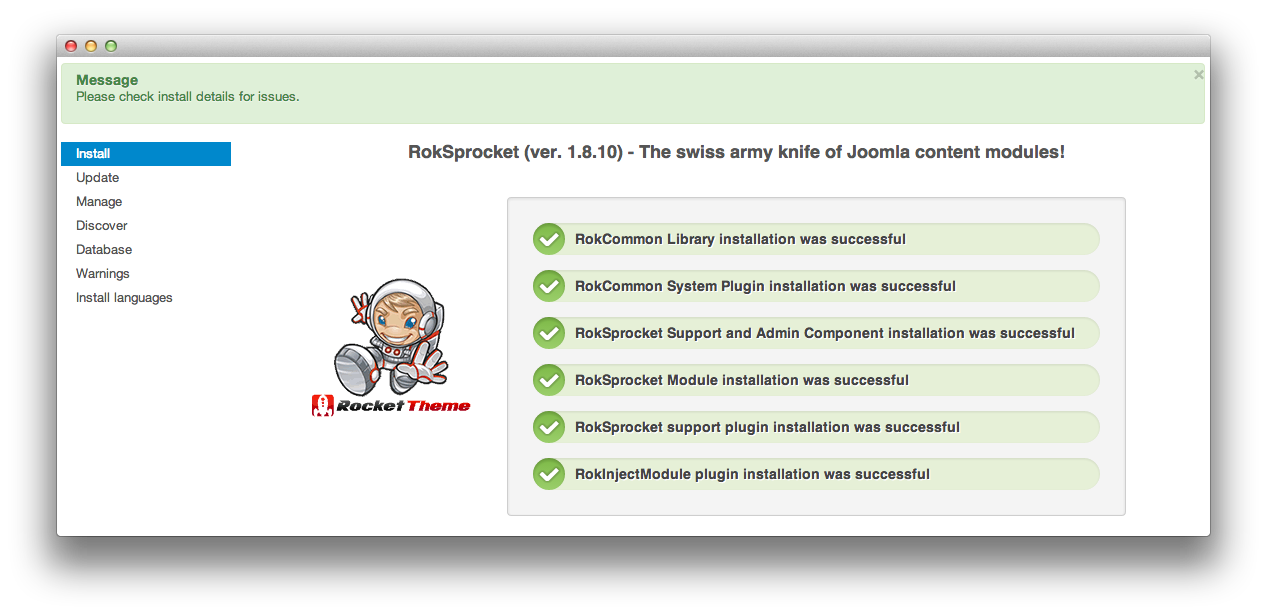 Message
Please check install details for issues.
Install
Update
Manage
Discover
Database
Warnings
Install languages
RokSprocket (ver. 1.8.10) - The swiss army knife of Joomla content modules!
RocketTheme
RokCommon Library installation was successful
RokCommon System Plugin installation was successful
RokSprocket Support and Admin Component installation was successful
RokSprocket Module installation was successful
RokSprocket support plugin installation was successful
RokInjectModule plugin installation was successful